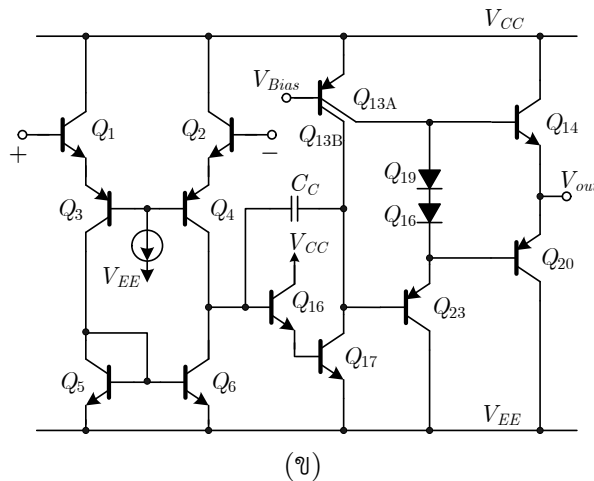 V_CC
V_Bias
Q_13A
Q_1
Q_2
Q_14
+
−
Q_13B
Q_19
C_C
V_out
Q_3
Q_4
Q_16
V_CC
V_EE
Q_20
Q_16
Q_23
Q_17
Q_5
Q_6
V_EE
(ข)